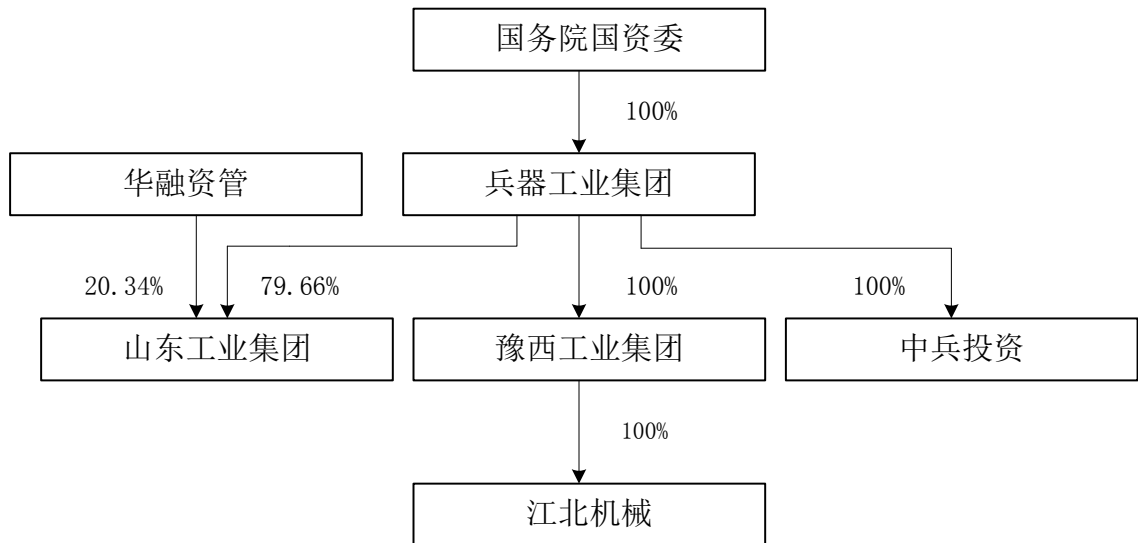 国务院国资委
100%
华融资管
兵器工业集团
20.34%
79.66%
100%
100%
山东工业集团
豫西工业集团
中兵投资
100%
江北机械